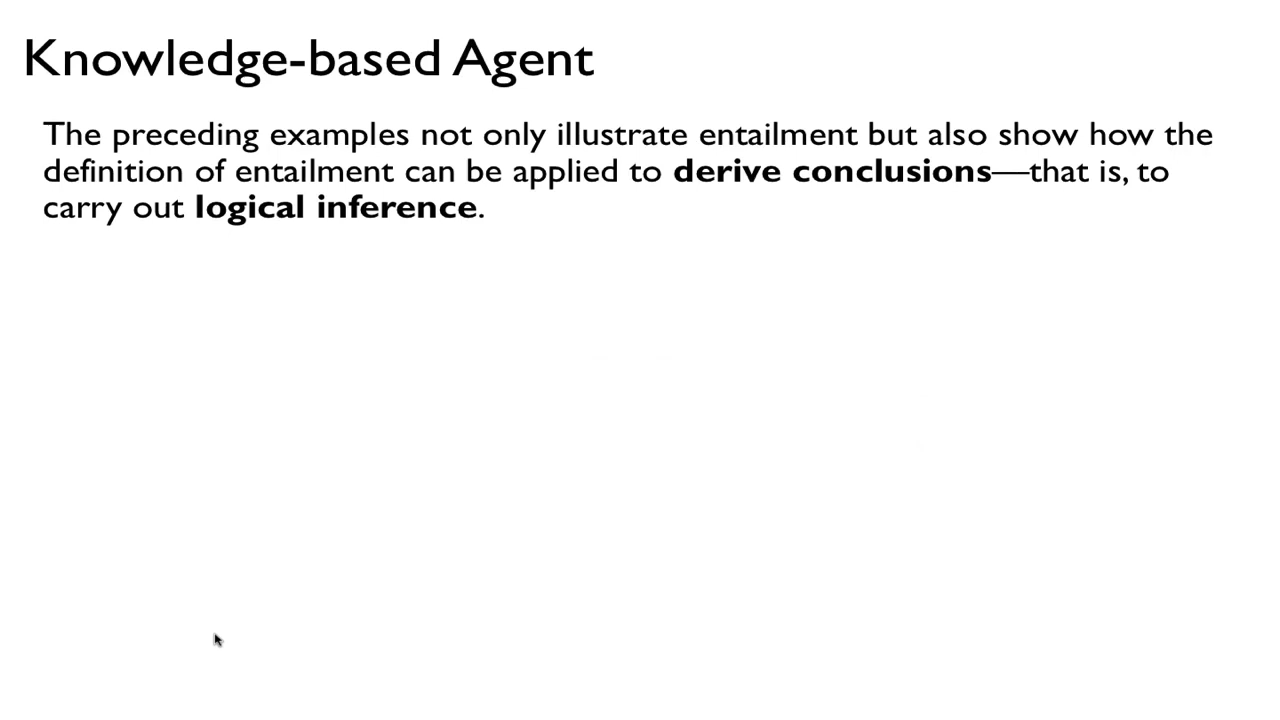 Knowledge-based Agent
The preceding examples not only illustrate entailment but also show how the
definition of entailment can be applied to derive conclusions—that is, to
carry out logical inference.